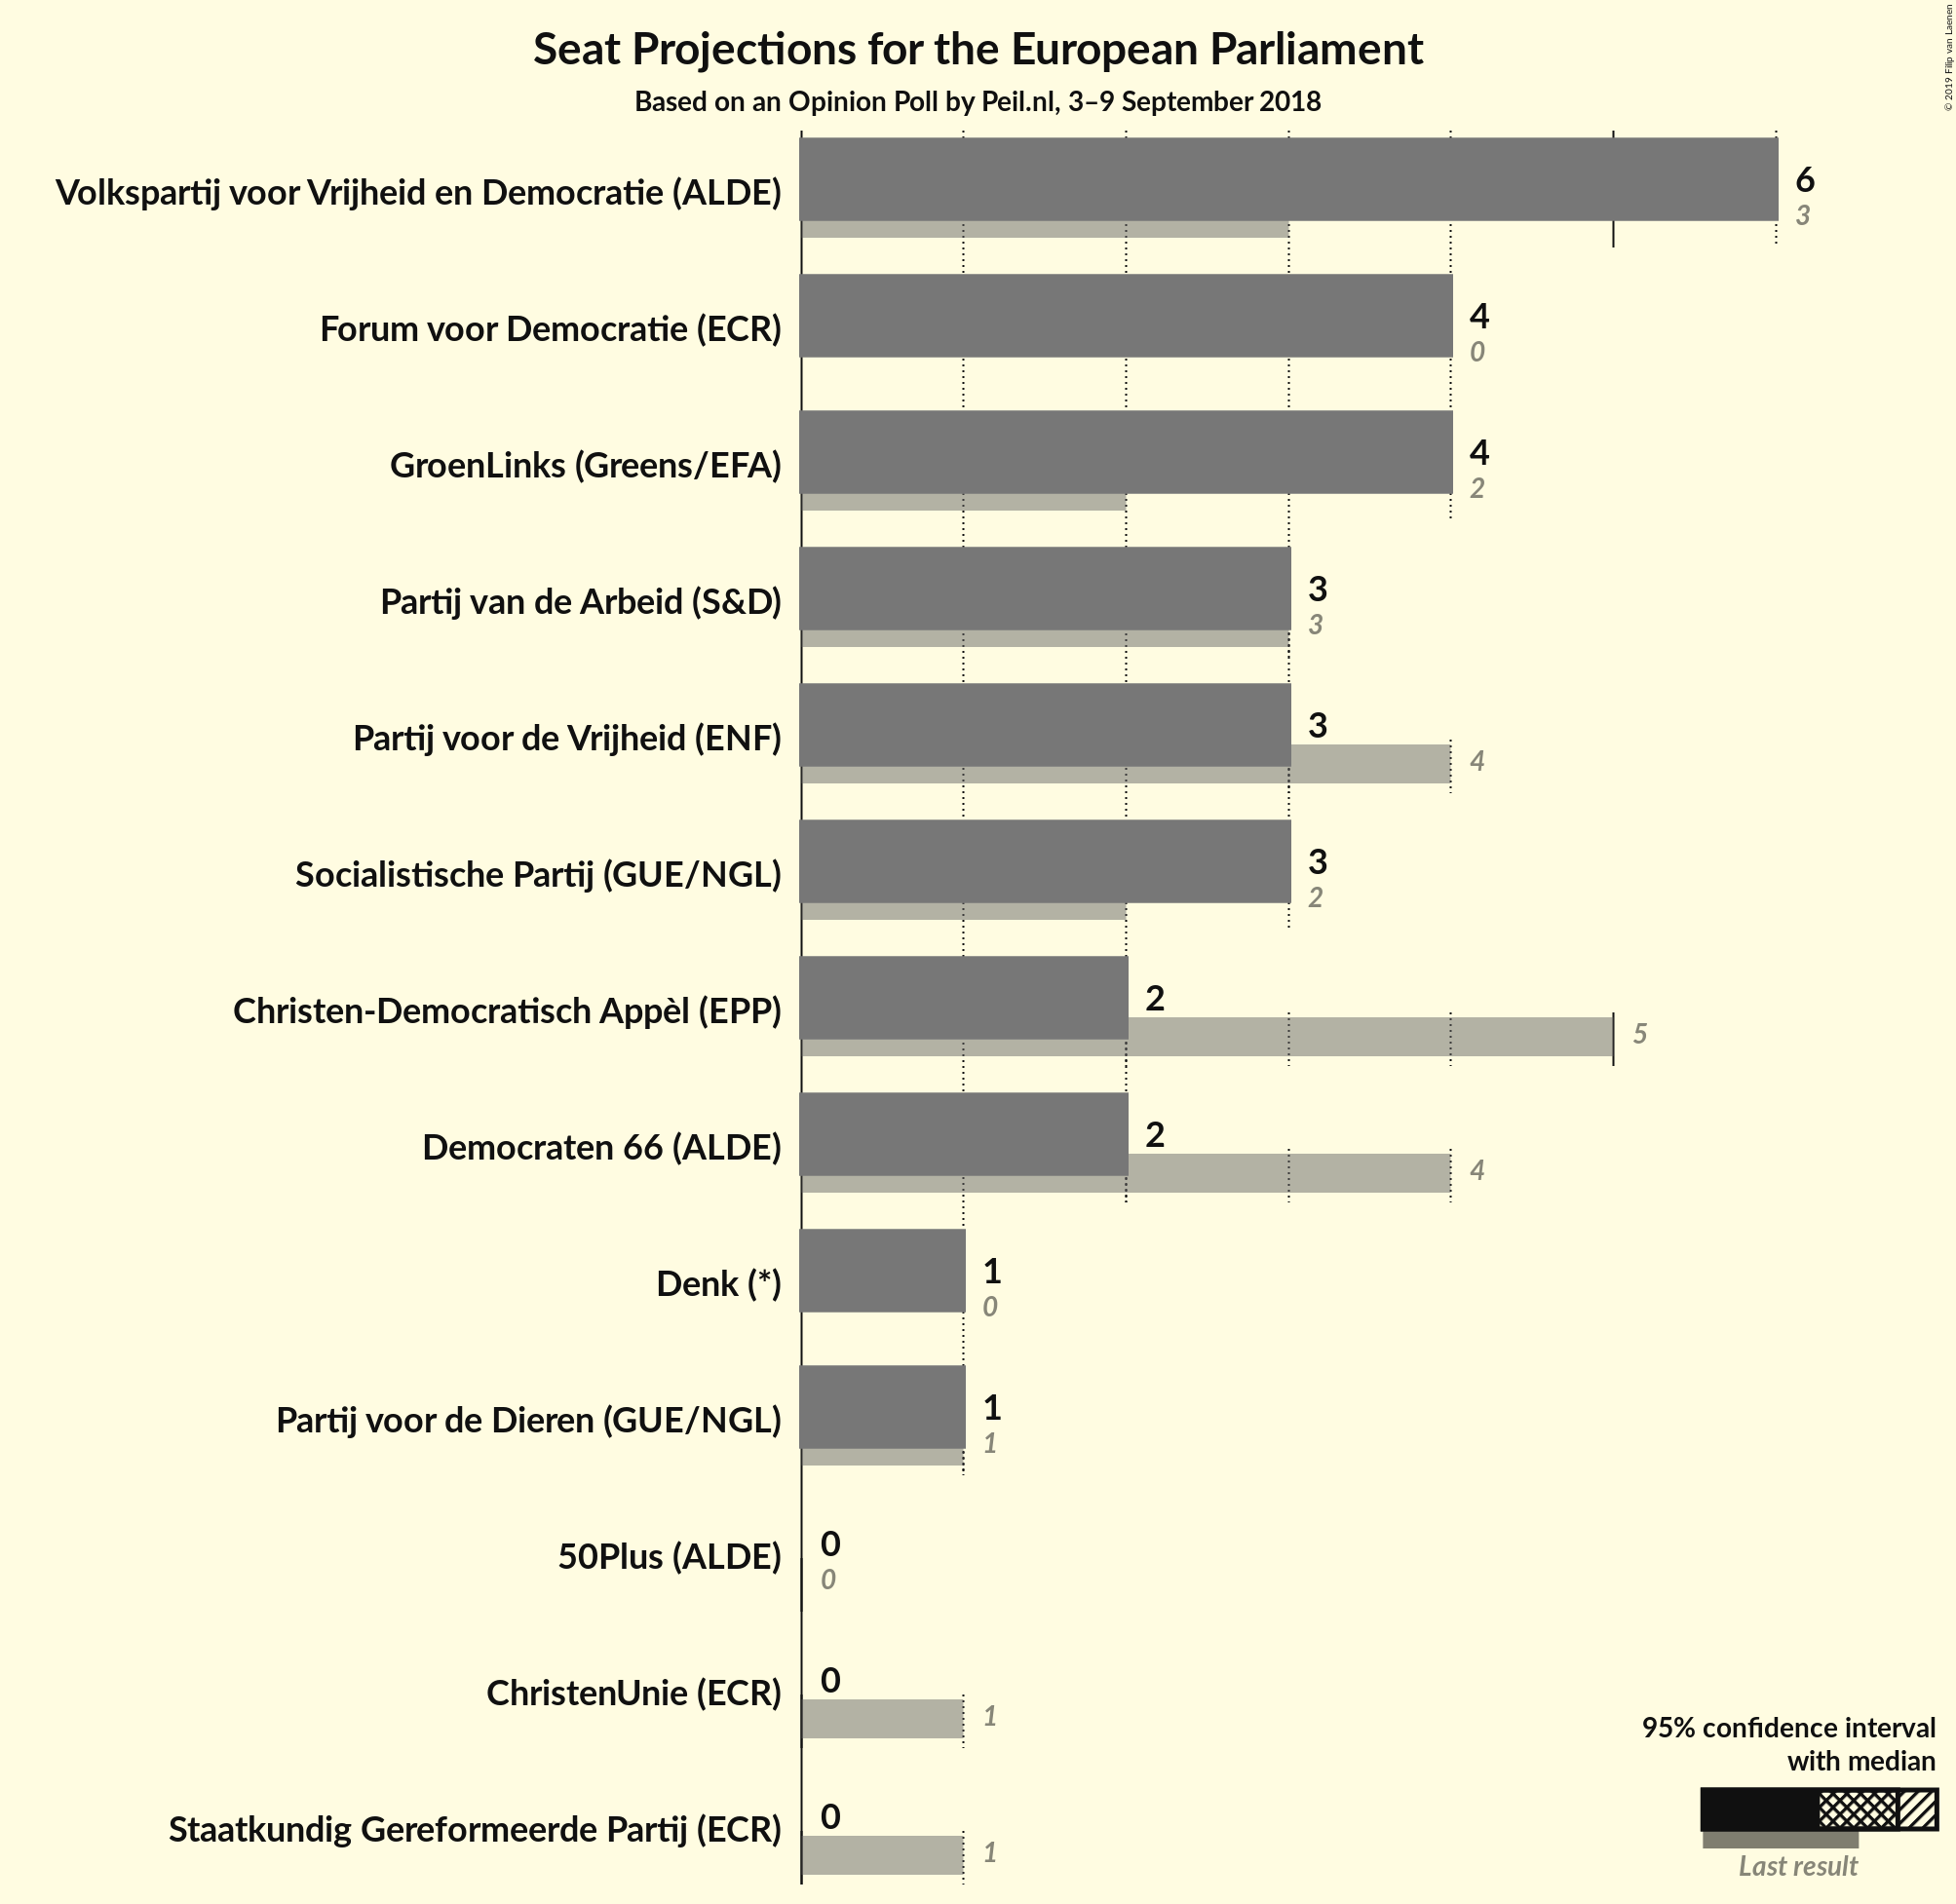 Seat Projections for the European Parliament
Based on an Opinion Poll by Peil.nl, 3–9 September 2018
© 2019 Filip van Laenen
Volkspartij voor Vrijheid en Democratie (ALDE)
6
3
Forum voor Democratie (ECR)
4
0
GroenLinks (Greens/EFA)
4
2
Partij van de Arbeid (S&D)
3
3
Partij voor de Vrijheid (ENF)
3
4
Socialistische Partij (GUE/NGL)
3
2
Christen-Democratisch Appèl (EPP)
2
5
Democraten 66 (ALDE)
2
4
Denk (*)
1
0
Partij voor de Dieren (GUE/NGL)
1
1
50Plus (ALDE)
0
0
ChristenUnie (ECR)
0
1
Staatkundig Gereformeerde Partij (ECR)
0
1
95% confidence interval
with median
Last result